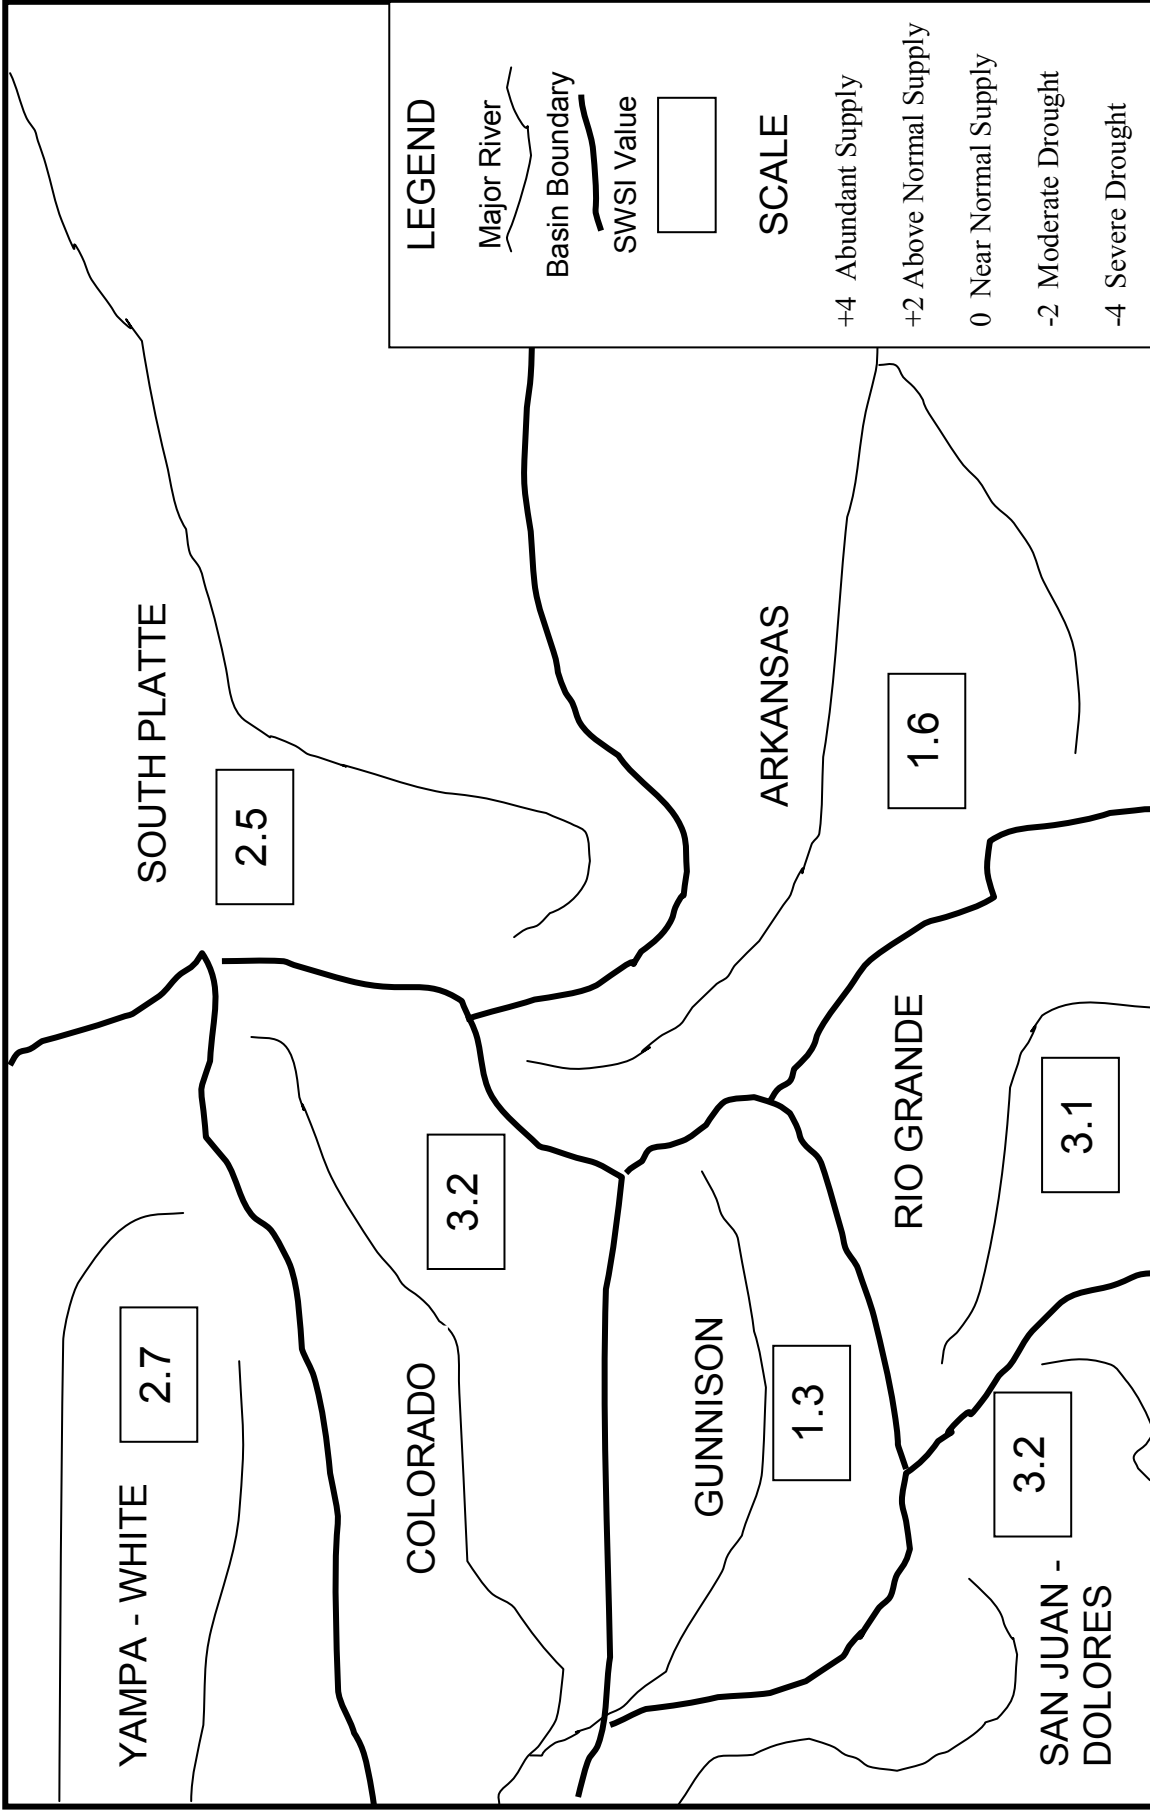 YAMPA - WHITE
2.7
SOUTH PLATTE
2.5
COLORADO
3.2
GUNNISON
1.3
ARKANSAS
1.6
RIO GRANDE
3.1
SAN JUAN -
DOLORES
3.2
LEGEND
Major River
Basin Boundary
SWSI Value
SCALE
+4 Abundant Supply
+2 Above Normal Supply
0 Near Normal Supply
-2 Moderate Drought
-4 Severe Drought